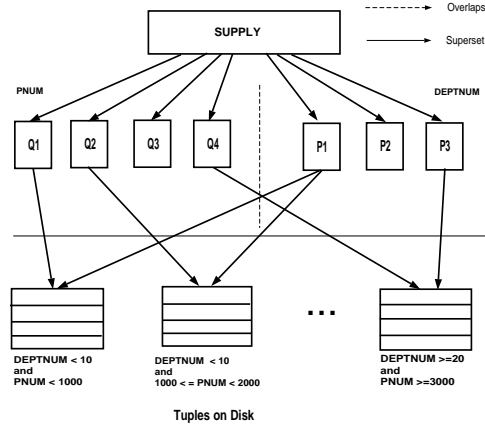 Overlaps
SUPPLY
Superset
PNUM
DEPTNUM
Q1
Q2
Q3
Q4
P1
P2
P3
...
DEPTNUM < 10
and
PNUM < 1000
DEPTNUM < 10
and
1000 < = PNUM < 2000
DEPTNUM >=20
and
PNUM >=3000
Tuples on Disk